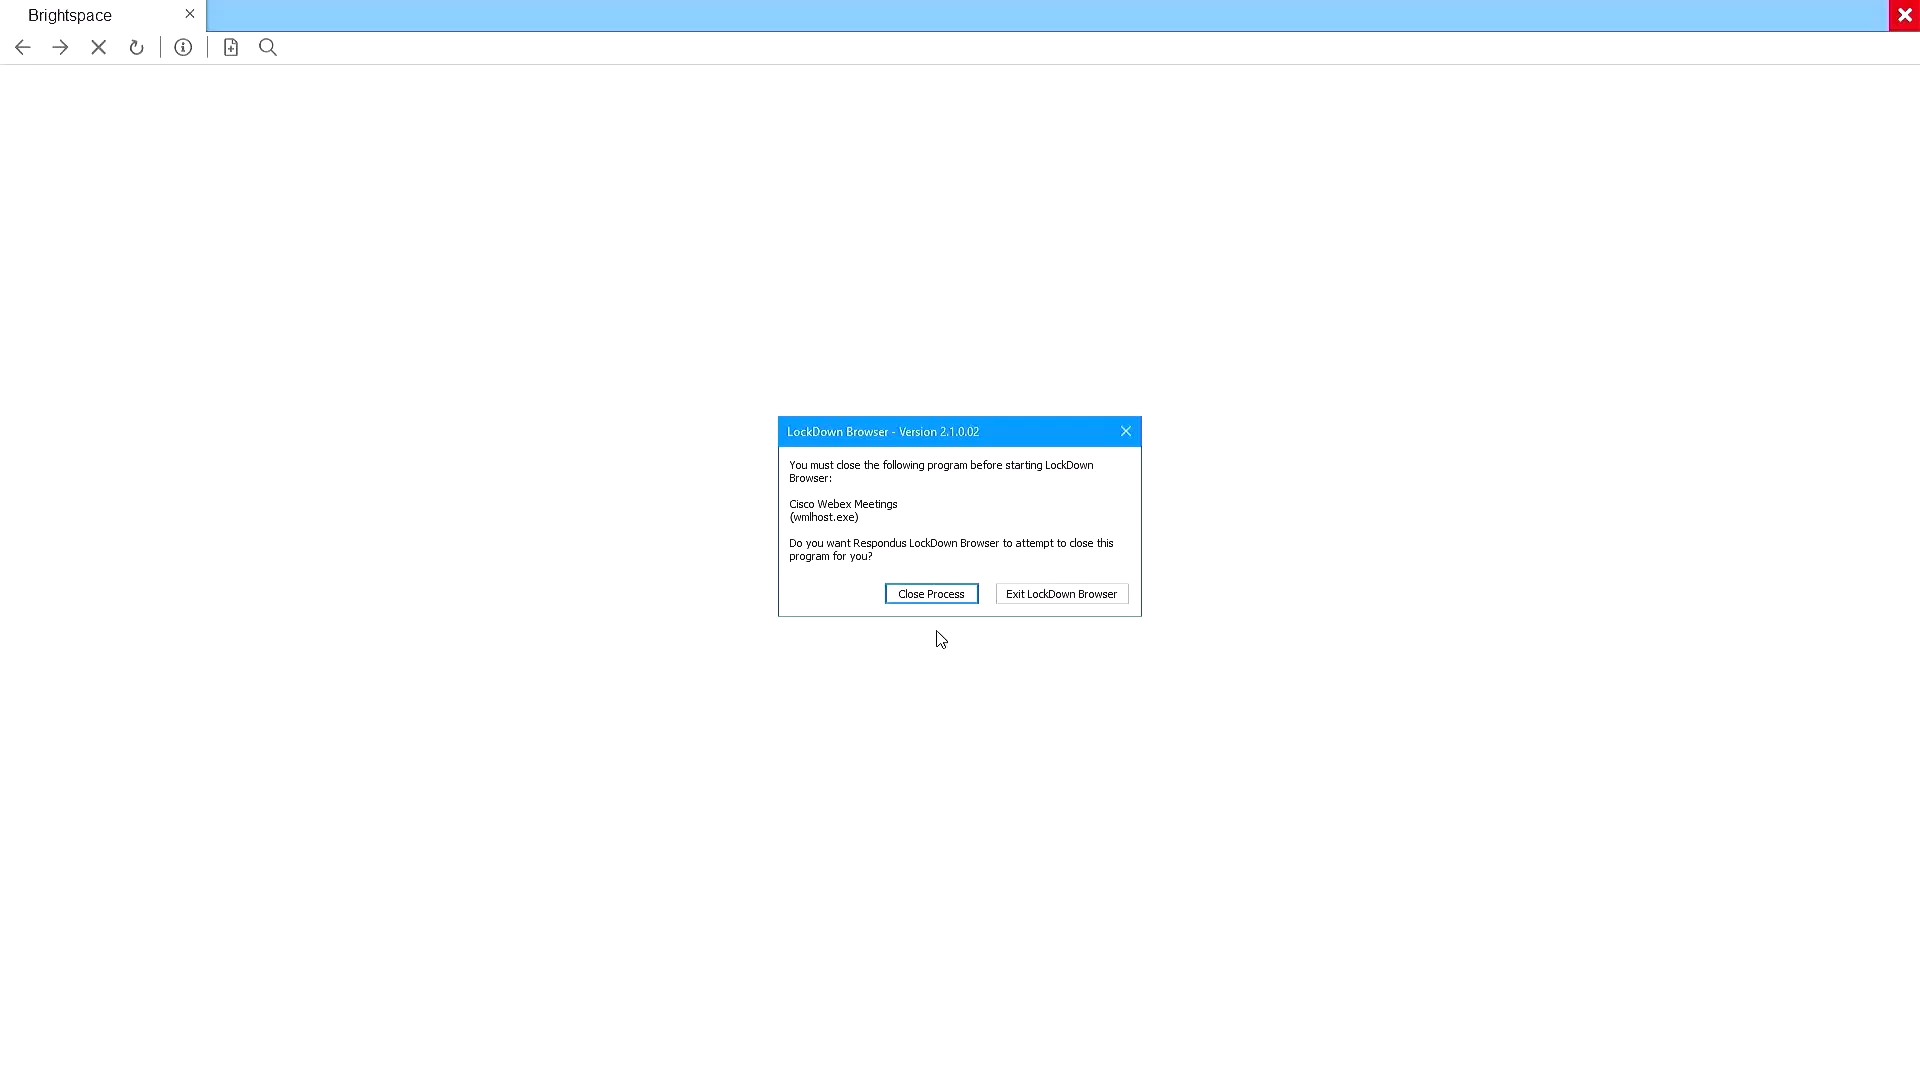 Brightspace
LockDown Browser - Version 2.1.0.02
You must close the following program before starting LockDown
Browser:
Cisco Webex Meetings
(wmlhost.exe)
Do you want Respondus LockDown Browser to attempt to close this
program for you?
Close Process
Exit LockDown Browser